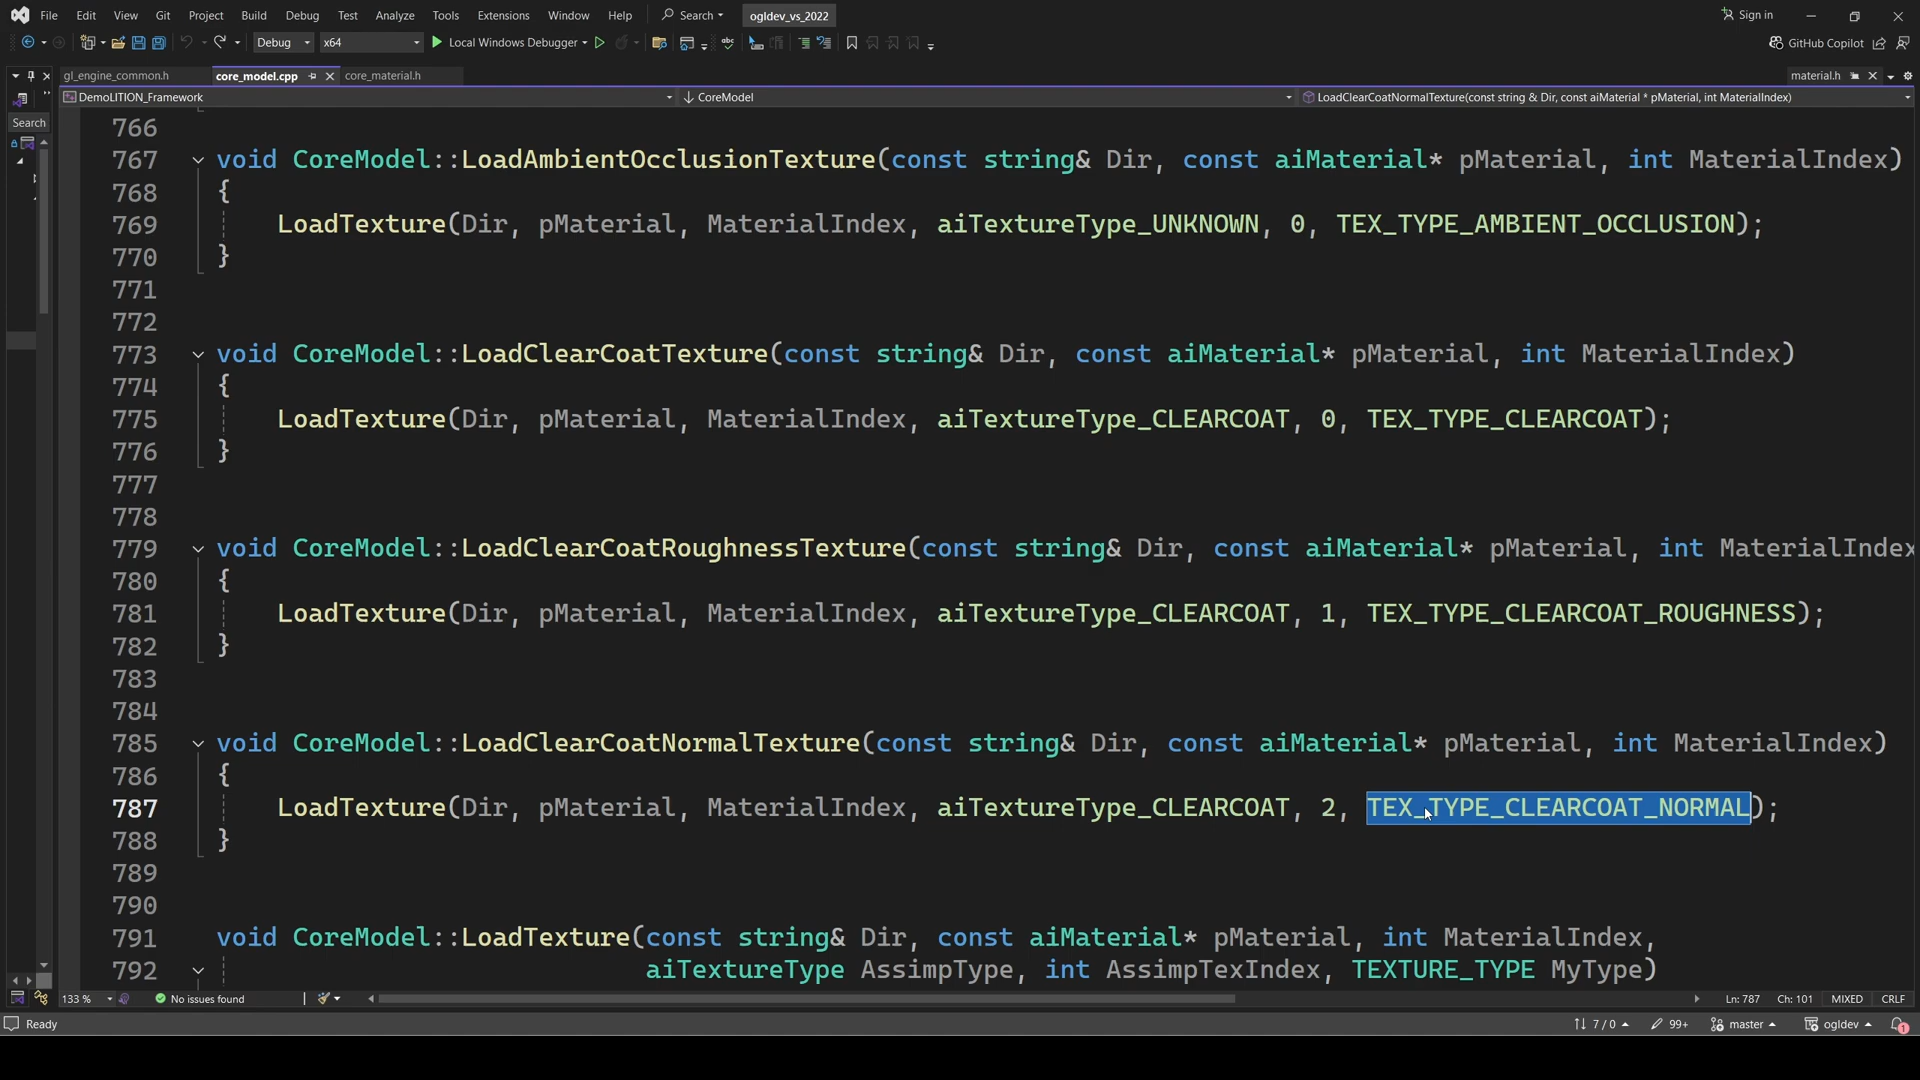 File Edit View Git Project Build Debug Test Analyze Tools Extensions Window Help Search ogldev_vs_2022 Sign in
Debug x64 Local Windows Debugger GitHub Copilot
gl_engine_common.h core_model.cpp core_material.h material.h
DemoLITION_Framework CoreModel LoadClearCoatNormalTexture(const string & Dir, const aiMaterial * pMaterial, int MaterialIndex)
Search
766
767 void CoreModel::LoadAmbientOcclusionTexture(const string& Dir, const aiMaterial* pMaterial, int MaterialIndex)
768 {
769 LoadTexture(Dir, pMaterial, MaterialIndex, aiTextureType_UNKNOWN, 0, TEX_TYPE_AMBIENT_OCCLUSION);
770 }
771
772
773 void CoreModel::LoadClearCoatTexture(const string& Dir, const aiMaterial* pMaterial, int MaterialIndex)
774 {
775 LoadTexture(Dir, pMaterial, MaterialIndex, aiTextureType_CLEARCOAT, 0, TEX_TYPE_CLEARCOAT);
776 }
777
778
779 void CoreModel::LoadClearCoatRoughnessTexture(const string& Dir, const aiMaterial* pMaterial, int MaterialIndex
780 {
781 LoadTexture(Dir, pMaterial, MaterialIndex, aiTextureType_CLEARCOAT, 1, TEX_TYPE_CLEARCOAT_ROUGHNESS);
782 }
783
784
785 void CoreModel::LoadClearCoatNormalTexture(const string& Dir, const aiMaterial* pMaterial, int MaterialIndex)
786 {
787 LoadTexture(Dir, pMaterial, MaterialIndex, aiTextureType_CLEARCOAT, 2, TEX_TYPE_CLEARCOAT_NORMAL);
788 }
789
790
791 void CoreModel::LoadTexture(const string& Dir, const aiMaterial* pMaterial, int MaterialIndex,
792 aiTextureType AssimpType, int AssimpTexIndex, TEXTURE_TYPE MyType)
133 % No issues found Ln: 787 Ch: 101 MIXED CRLF
Ready 7 / 0 99+ master ogldev 1